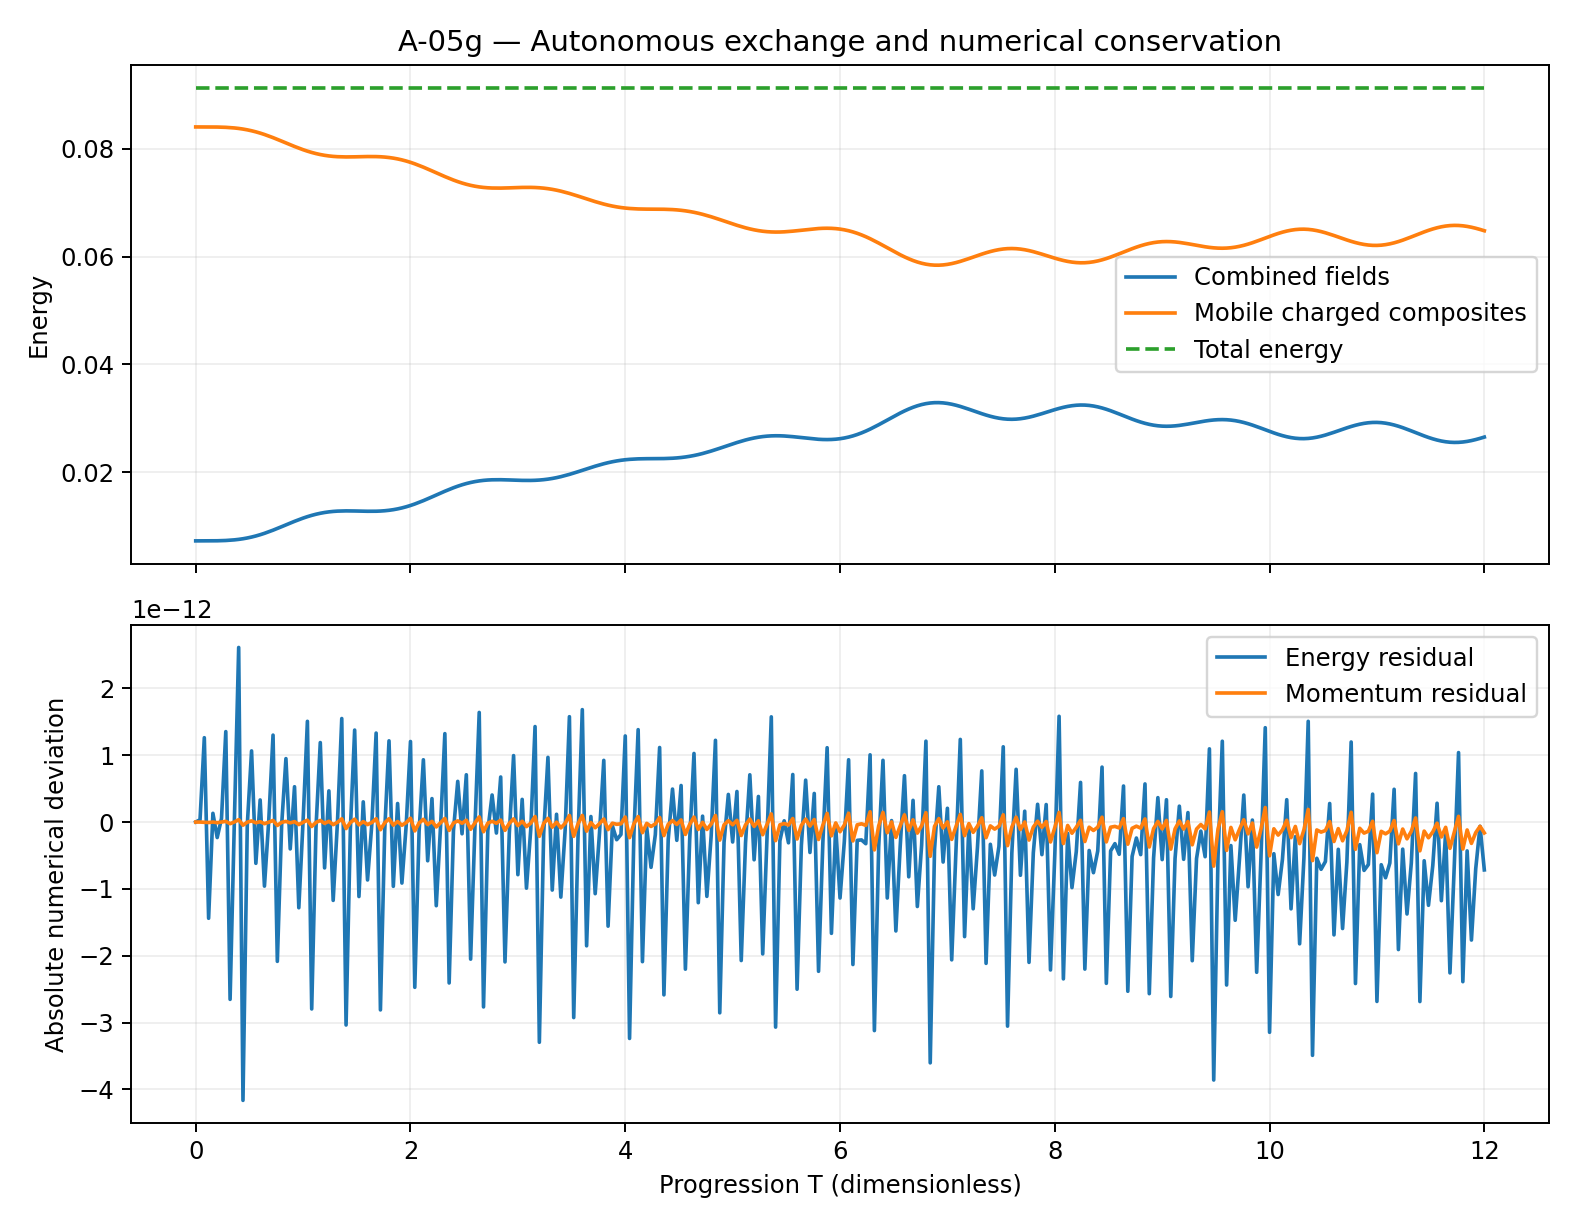 A-05g — Autonomous exchange and numerical conservation
Energy
0.08
0.06
0.04
0.02
Combined fields
Mobile charged composites
Total energy
1e−12
Absolute numerical deviation
2
1
0
−1
−2
−3
−4
Energy residual
Momentum residual
0 2 4 6 8 10 12
Progression T (dimensionless)